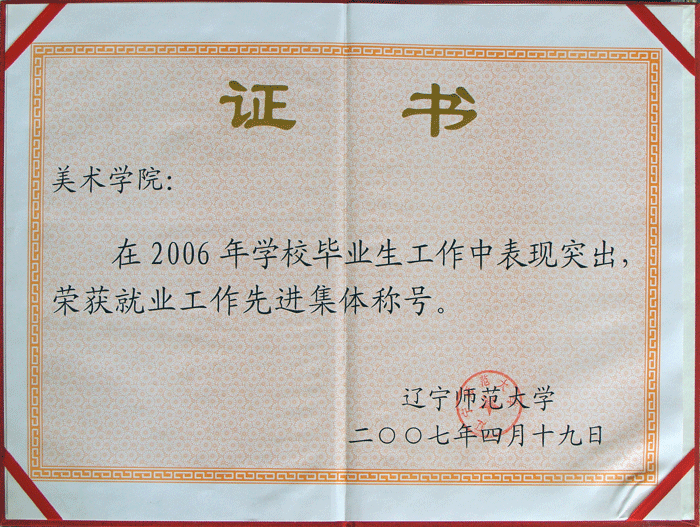 证 书
美术学院：
在2006年学校毕业生工作中表现突出，
荣获就业工作先进集体称号。
辽宁师范大学
二〇〇七年四月十九日